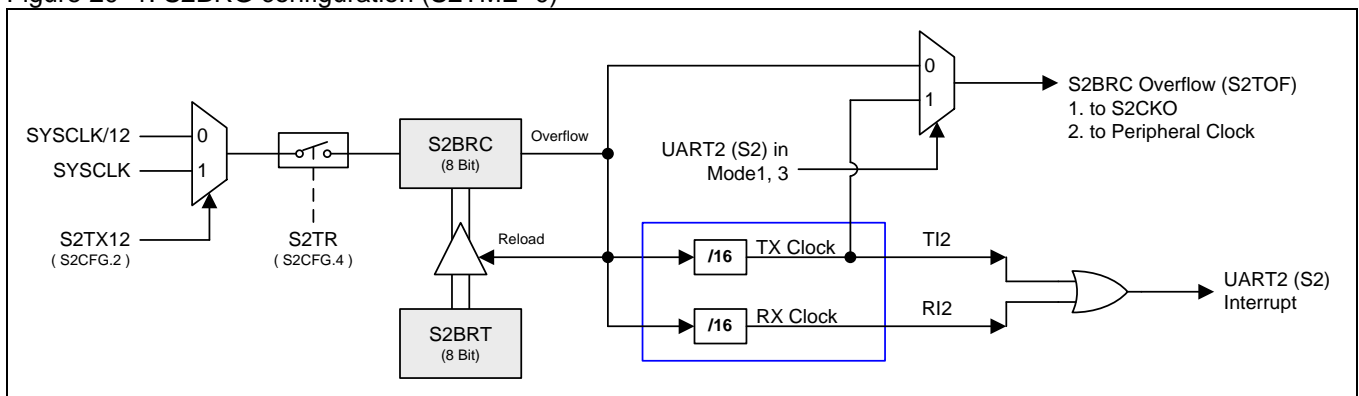 Figure 20-1. S2BRG configuration (S2TME=0)
0
1
S2BRC Overflow (S2TOF)
1. to S2CKO
2. to Peripheral Clock
SYSCLK/12
0
SYSCLK
1
S2BRC
(8 Bit)
Overflow
UART2 (S2) in
Mode1, 3
S2TX12
( S2CFG.2 )
S2TR
( S2CFG.4 )
Reload
/16
TX Clock
TI2
/16
RX Clock
RI2
UART2 (S2)
Interrupt
S2BRT
(8 Bit)